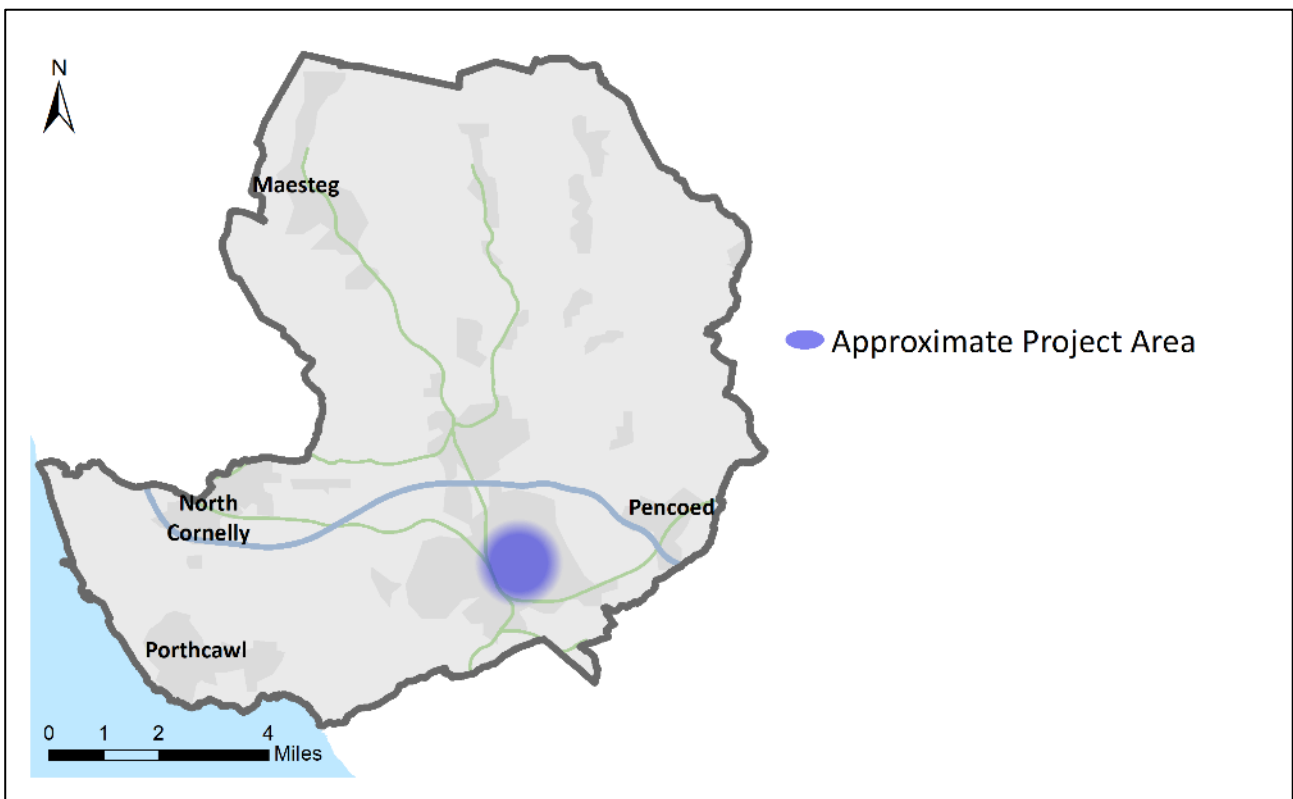 N
Maesteg
Approximate Project Area
North
Cornelly
Pencoed
Porthcawl
0 1 2 4
Miles